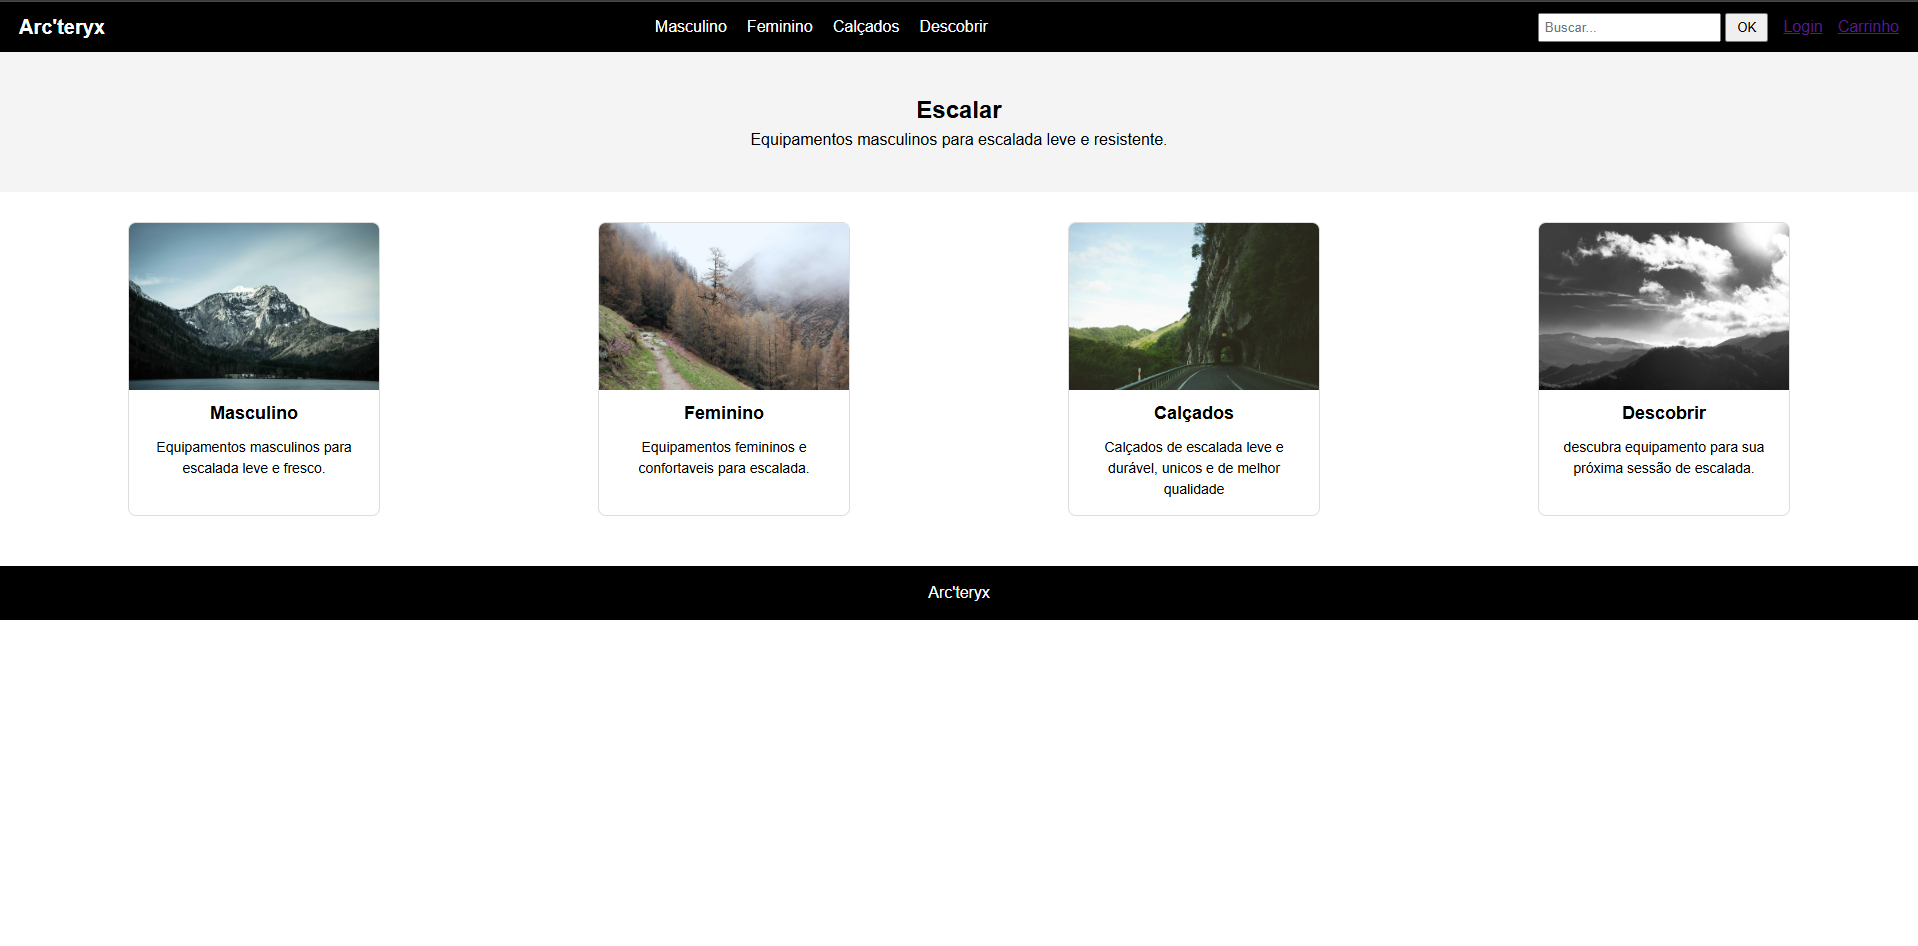 Arc'teryx
Masculino Feminino Calçados Descobrir
Buscar... OK Login Carrinho
Escalar
Equipamentos masculinos para escalada leve e resistente.
Masculino
Equipamentos masculinos para
escalada leve e fresco.
Feminino
Equipamentos femininos e
confortaveis para escalada.
Calçados
Calçados de escalada leve e
durável, unicos e de melhor
qualidade
Descobrir
descubra equipamento para sua
próxima sessão de escalada.
Arc'teryx